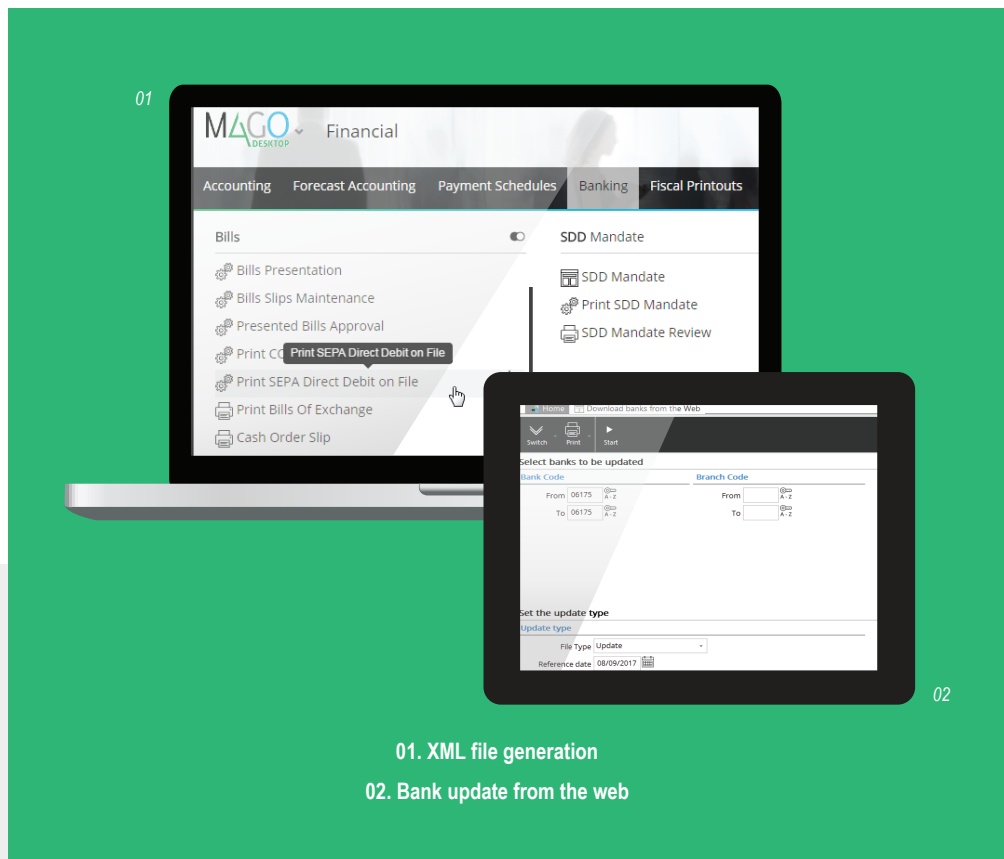 01
MAGO
DESKTOP
Financial
Accounting Forecast Accounting Payment Schedules Banking Fiscal Printouts
Bills
SDD Mandate
Bills Presentation
Bills Slips Maintenance
Presented Bills Approval
Print CO
Print SEPA Direct Debit on File
Print SEPA Direct Debit on File
Print Bills Of Exchange
Cash Order Slip
SDD Mandate
Print SDD Mandate
SDD Mandate Review
Home Download banks from the Web
Switch Print Start
Select banks to be updated
Bank Code Branch Code
From 06175 A - Z From A - Z
To 06175 A - Z To A - Z
Set the update type
Update type
File Type Update
Reference date 08/09/2017
02
01. XML file generation
02. Bank update from the web